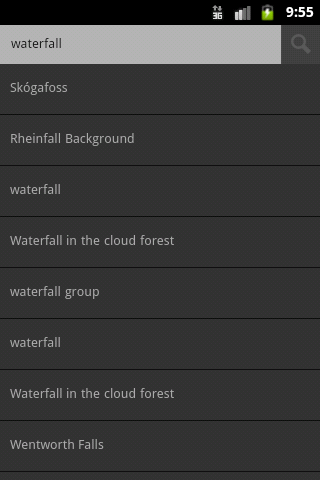 3G 9:55
waterfall
Skógafoss
Rheinfall Background
waterfall
Waterfall in the cloud forest
waterfall group
waterfall
Waterfall in the cloud forest
Wentworth Falls